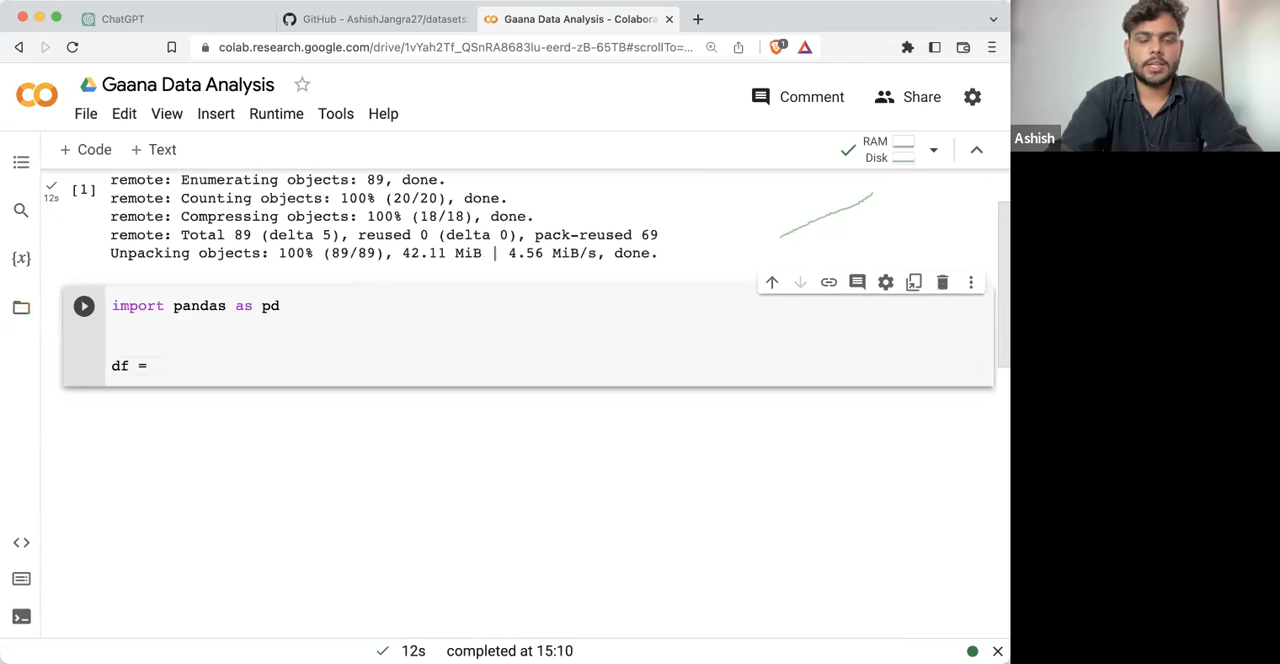 ChatGPT
GitHub - AshishJangra27/datasets:
Gaana Data Analysis - Colabora
colab.research.google.com/drive/1vYah2Tf_QSnRA8683lu-eerd-zB-65TB#scrollTo=...
1
Gaana Data Analysis
Comment
Share
File Edit View Insert Runtime Tools Help
+ Code + Text
RAM
Disk
Ashish
12s
[1]
remote: Enumerating objects: 89, done.
remote: Counting objects: 100% (20/20), done.
remote: Compressing objects: 100% (18/18), done.
remote: Total 89 (delta 5), reused 0 (delta 0), pack-reused 69
Unpacking objects: 100% (89/89), 42.11 MiB | 4.56 MiB/s, done.
{x}
import pandas as pd
df =
12s completed at 15:10